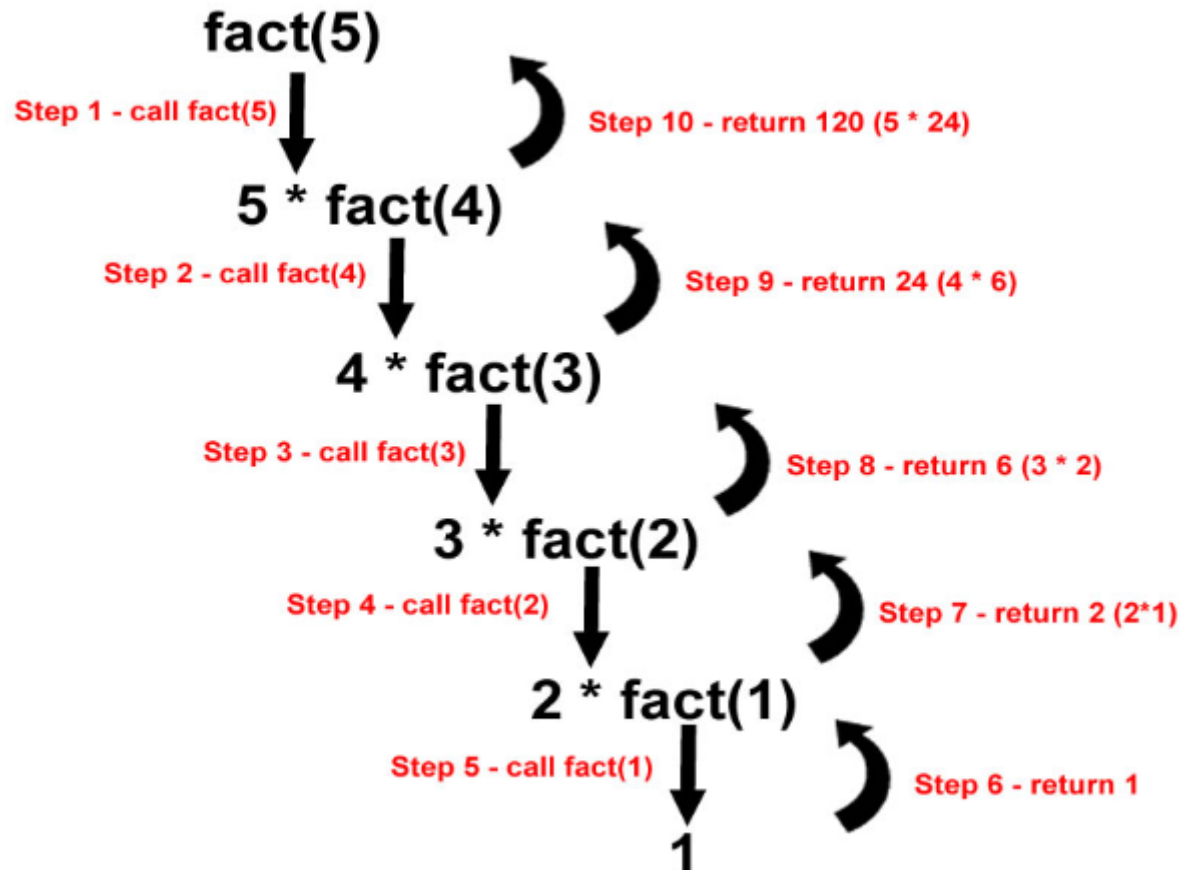 fact(5)
Step 1 - call fact(5)
Step 10 - return 120 (5 * 24)
5 * fact(4)
Step 2 - call fact(4)
Step 9 - return 24 (4 * 6)
4 * fact(3)
Step 3 - call fact(3)
Step 8 - return 6 (3 * 2)
3 * fact(2)
Step 4 - call fact(2)
Step 7 - return 2 (2*1)
2 * fact(1)
Step 5 - call fact(1)
Step 6 - return 1
1